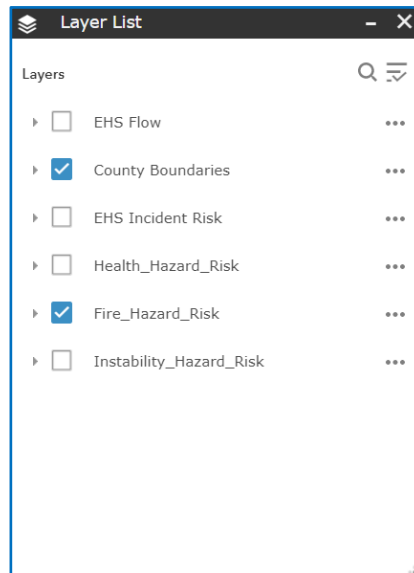 Layer List
Layers
EHS Flow
County Boundaries
EHS Incident Risk
Health_Hazard_Risk
Fire_Hazard_Risk
Instability_Hazard_Risk